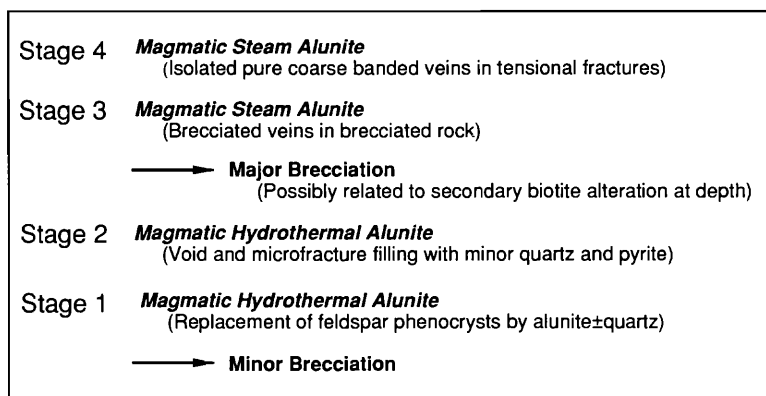 Stage 4 Magmatic Steam Alunite
(Isolated pure coarse banded veins in tensional fractures)
Stage 3 Magmatic Steam Alunite
(Brecciated veins in brecciated rock)
Major Brecciation
(Possibly related to secondary biotite alteration at depth)
Stage 2 Magmatic Hydrothermal Alunite
(Void and microfracture filling with minor quartz and pyrite)
Stage 1 Magmatic Hydrothermal Alunite
(Replacement of feldspar phenocrysts by alunite±quartz)
Minor Brecciation